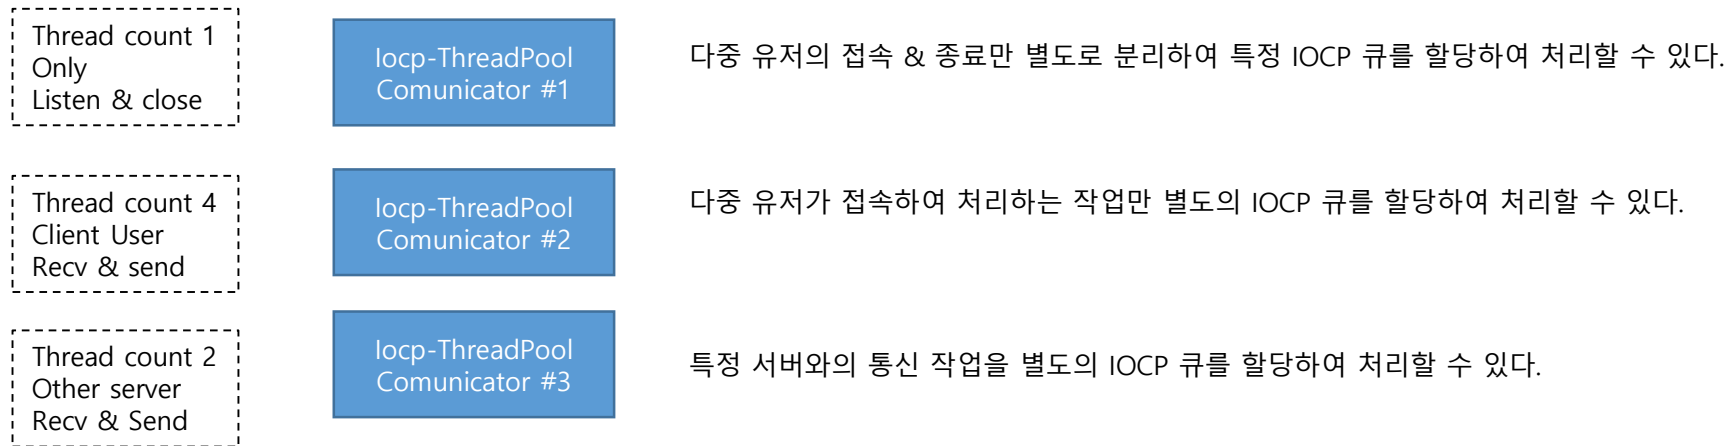 Thread count 1
Only
Listen & close
Iocp-ThreadPool
Comunicator #1
다중 유저의 접속 & 종료만 별도로 분리하여 특정 IOCP 큐를 할당하여 처리할 수 있다.
Thread count 4
Client User
Recv & send
Iocp-ThreadPool
Comunicator #2
다중 유저가 접속하여 처리하는 작업만 별도의 IOCP 큐를 할당하여 처리할 수 있다.
Thread count 2
Other server
Recv & Send
Iocp-ThreadPool
Comunicator #3
특정 서버와의 통신 작업을 별도의 IOCP 큐를 할당하여 처리할 수 있다.